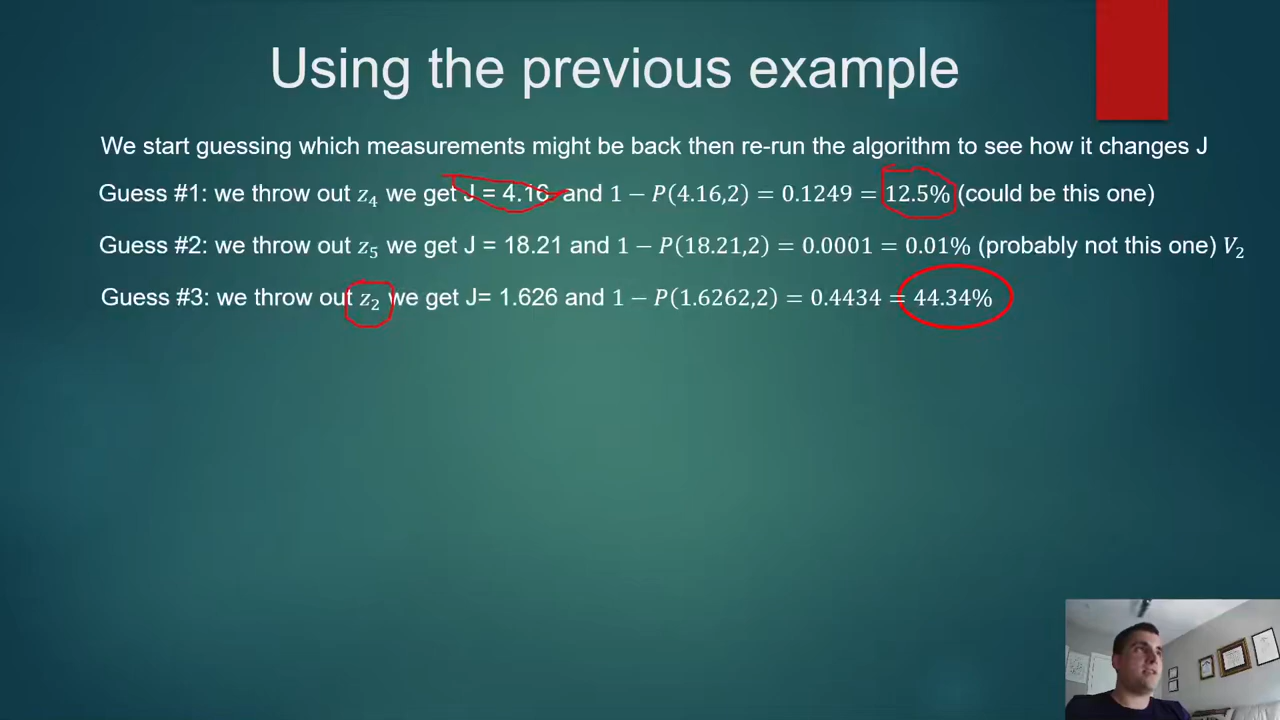 Using the previous example
We start guessing which measurements might be back then re-run the algorithm to see how it changes J
Guess #1: we throw out z₄ we get J = 4.16 and 1 − P(4.16,2) = 0.1249 = 12.5% (could be this one)
Guess #2: we throw out z₅ we get J = 18.21 and 1 − P(18.21,2) = 0.0001 = 0.01% (probably not this one) V₂
Guess #3: we throw out z₂ we get J= 1.626 and 1 − P(1.6262,2) = 0.4434 = 44.34%